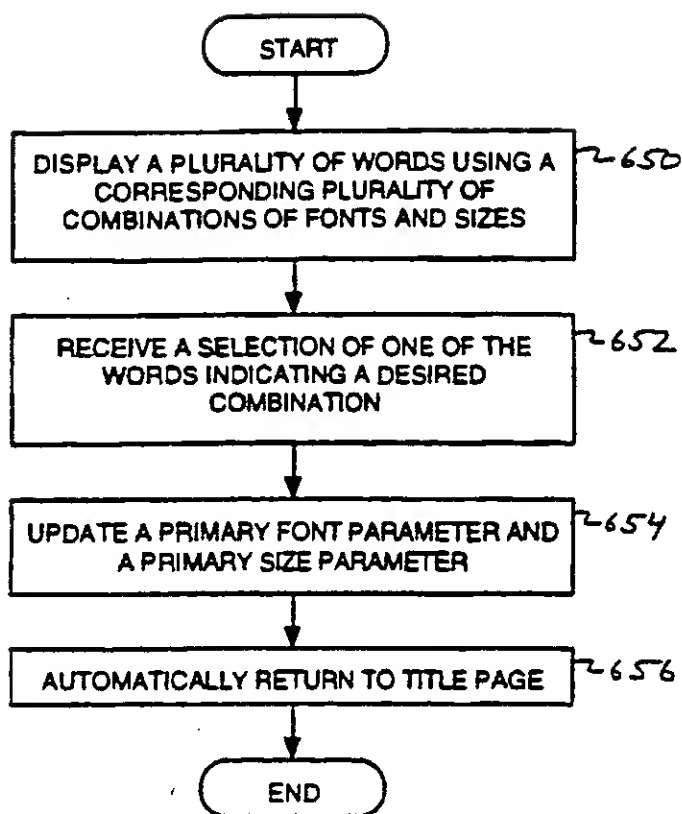 START
DISPLAY A PLURALITY OF WORDS USING A
CORRESPONDING PLURALITY OF
COMBINATIONS OF FONTS AND SIZES
650
RECEIVE A SELECTION OF ONE OF THE
WORDS INDICATING A DESIRED
COMBINATION
652
UPDATE A PRIMARY FONT PARAMETER AND
A PRIMARY SIZE PARAMETER
654
AUTOMATICALLY RETURN TO TITLE PAGE
656
END